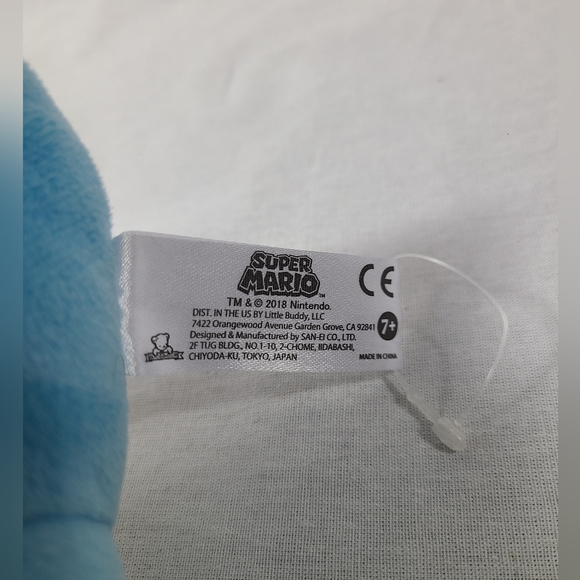 SUPER
MARIO™
CE
TM & © 2018 Nintendo.
DIST. IN THE US BY Little Buddy, LLC
7422 Orangewood Avenue Garden Grove, CA 92841
7+
Designed & Manufactured by SAN-EI CO., LTD.
2F TUG BLDG., NO.1-10, 2-CHOME, IIDABASHI,
CHIYODA-KU, TOKYO, JAPAN
MADE IN CHINA